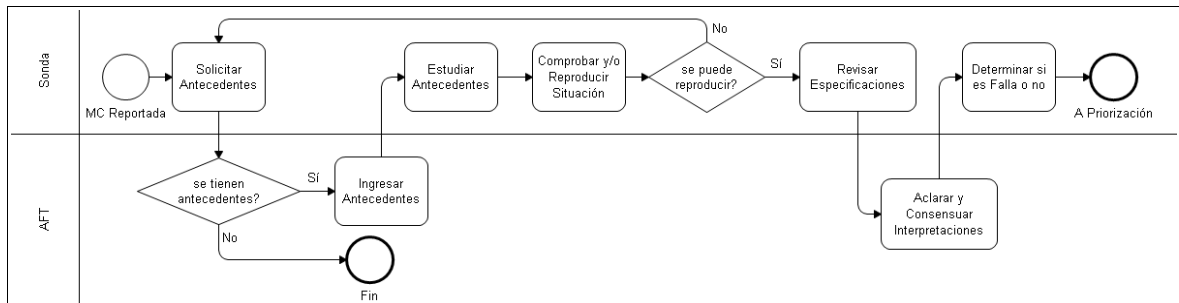 Sonda
MC Reportada
Solicitar
Antecedentes
Estudiar
Antecedentes
Comprobar y/o
Reproducir
Situación
No
se puede
reproducir?
Sí
Revisar
Especificaciones
Determinar si
es Falla o no
A Priorización
AFT
se tienen
antecedentes?
Sí
No
Ingresar
Antecedentes
Fin
Aclarar y
Consensuar
Interpretaciones